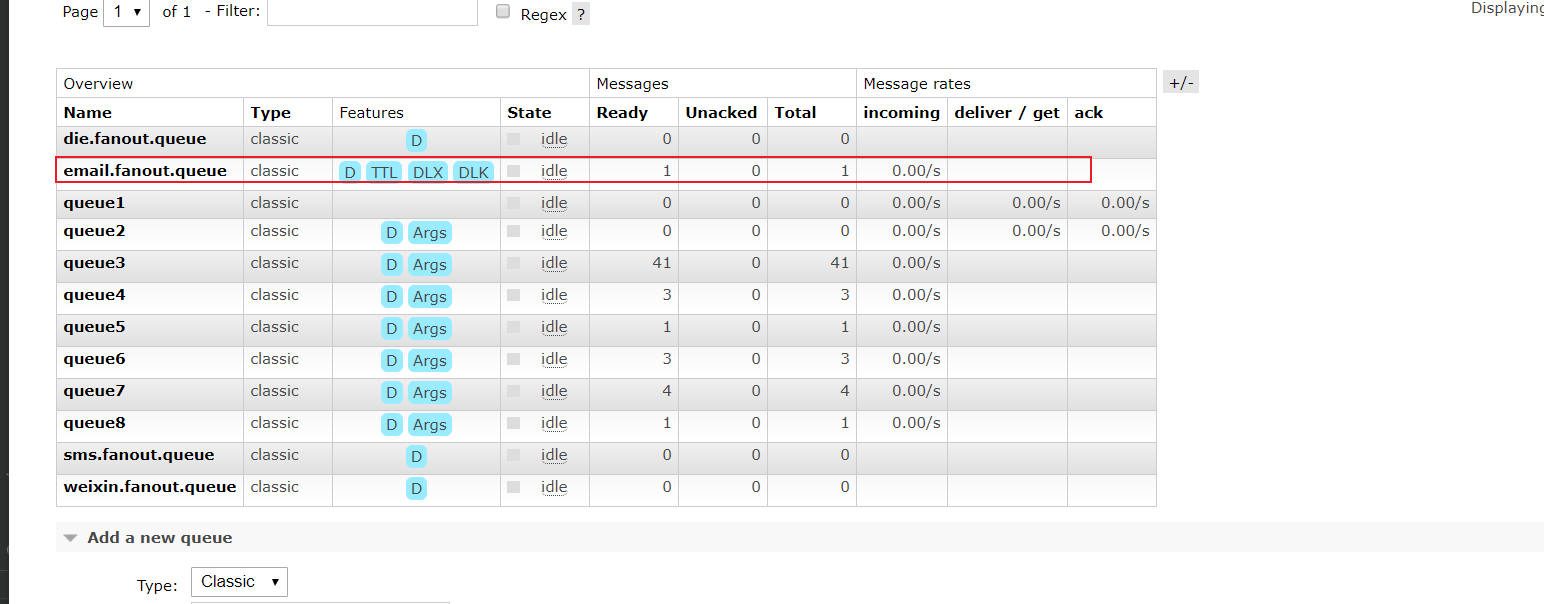 Page 1 ▾ of 1 - Filter: Regex ? Displaying
Overview Messages Message rates +/-
Name Type Features State Ready Unacked Total incoming deliver / get ack
die.fanout.queue classic D idle 0 0 0
email.fanout.queue classic D TTL DLX DLK idle 1 0 1 0.00/s
queue1 classic idle 0 0 0 0.00/s 0.00/s 0.00/s
queue2 classic D Args idle 0 0 0 0.00/s 0.00/s 0.00/s
queue3 classic D Args idle 41 0 41 0.00/s
queue4 classic D Args idle 3 0 3 0.00/s
queue5 classic D Args idle 1 0 1 0.00/s
queue6 classic D Args idle 3 0 3 0.00/s
queue7 classic D Args idle 4 0 4 0.00/s
queue8 classic D Args idle 1 0 1 0.00/s
sms.fanout.queue classic D idle 0 0 0
weixin.fanout.queue classic D idle 0 0 0
Add a new queue
Type: Classic ▾